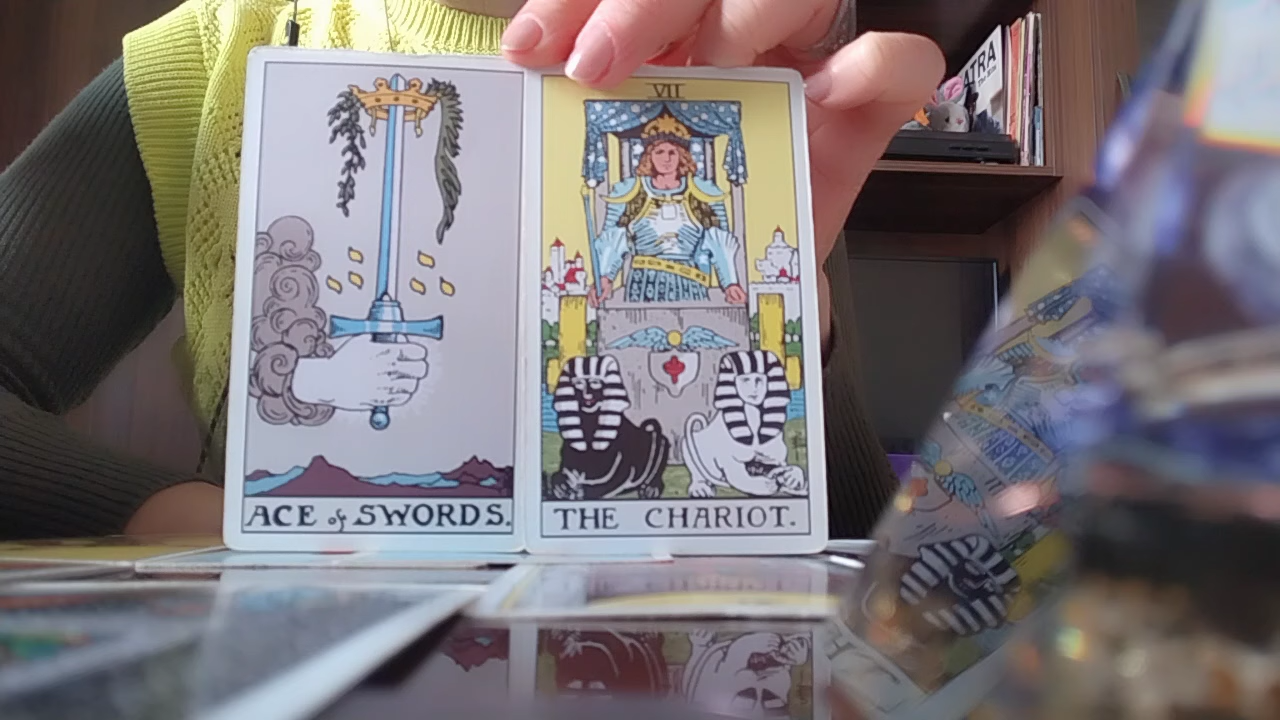 VII
ACE of SWORDS.
THE CHARIOT.
ATRA